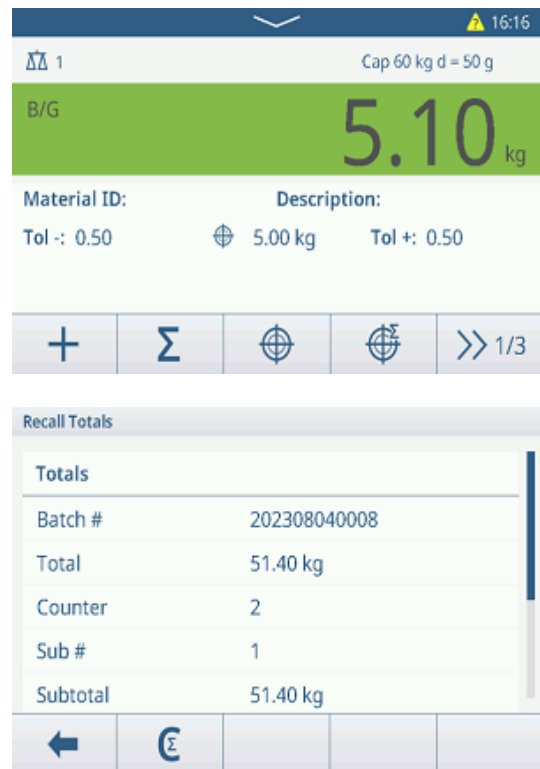 16:16
1 Cap 60 kg d = 50 g
B/G 5.10 kg
Material ID: Description:
Tol -: 0.50 5.00 kg Tol +: 0.50
+ Σ Σ >> 1/3
Recall Totals
Totals
Batch # 202308040008
Total 51.40 kg
Counter 2
Sub # 1
Subtotal 51.40 kg
C Σ